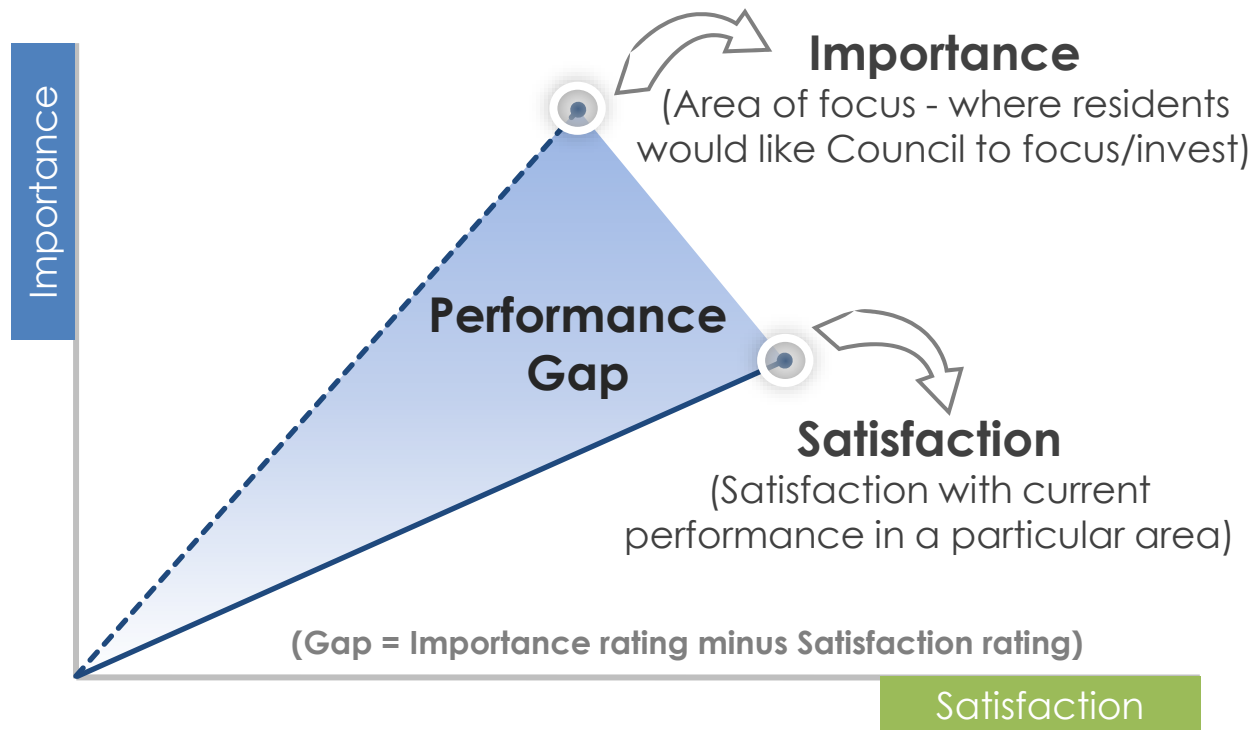 Importance
Importance
(Area of focus - where residents
would like Council to focus/invest)
Performance
Gap
Satisfaction
(Satisfaction with current
performance in a particular area)
(Gap = Importance rating minus Satisfaction rating)
Satisfaction